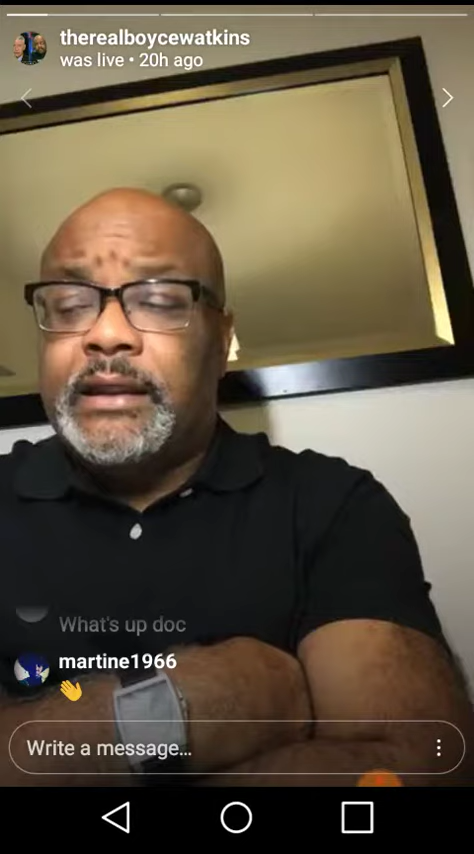 therealboycewatkins
was live • 20h ago
What's up doc
martine1966
👋
Write a message...